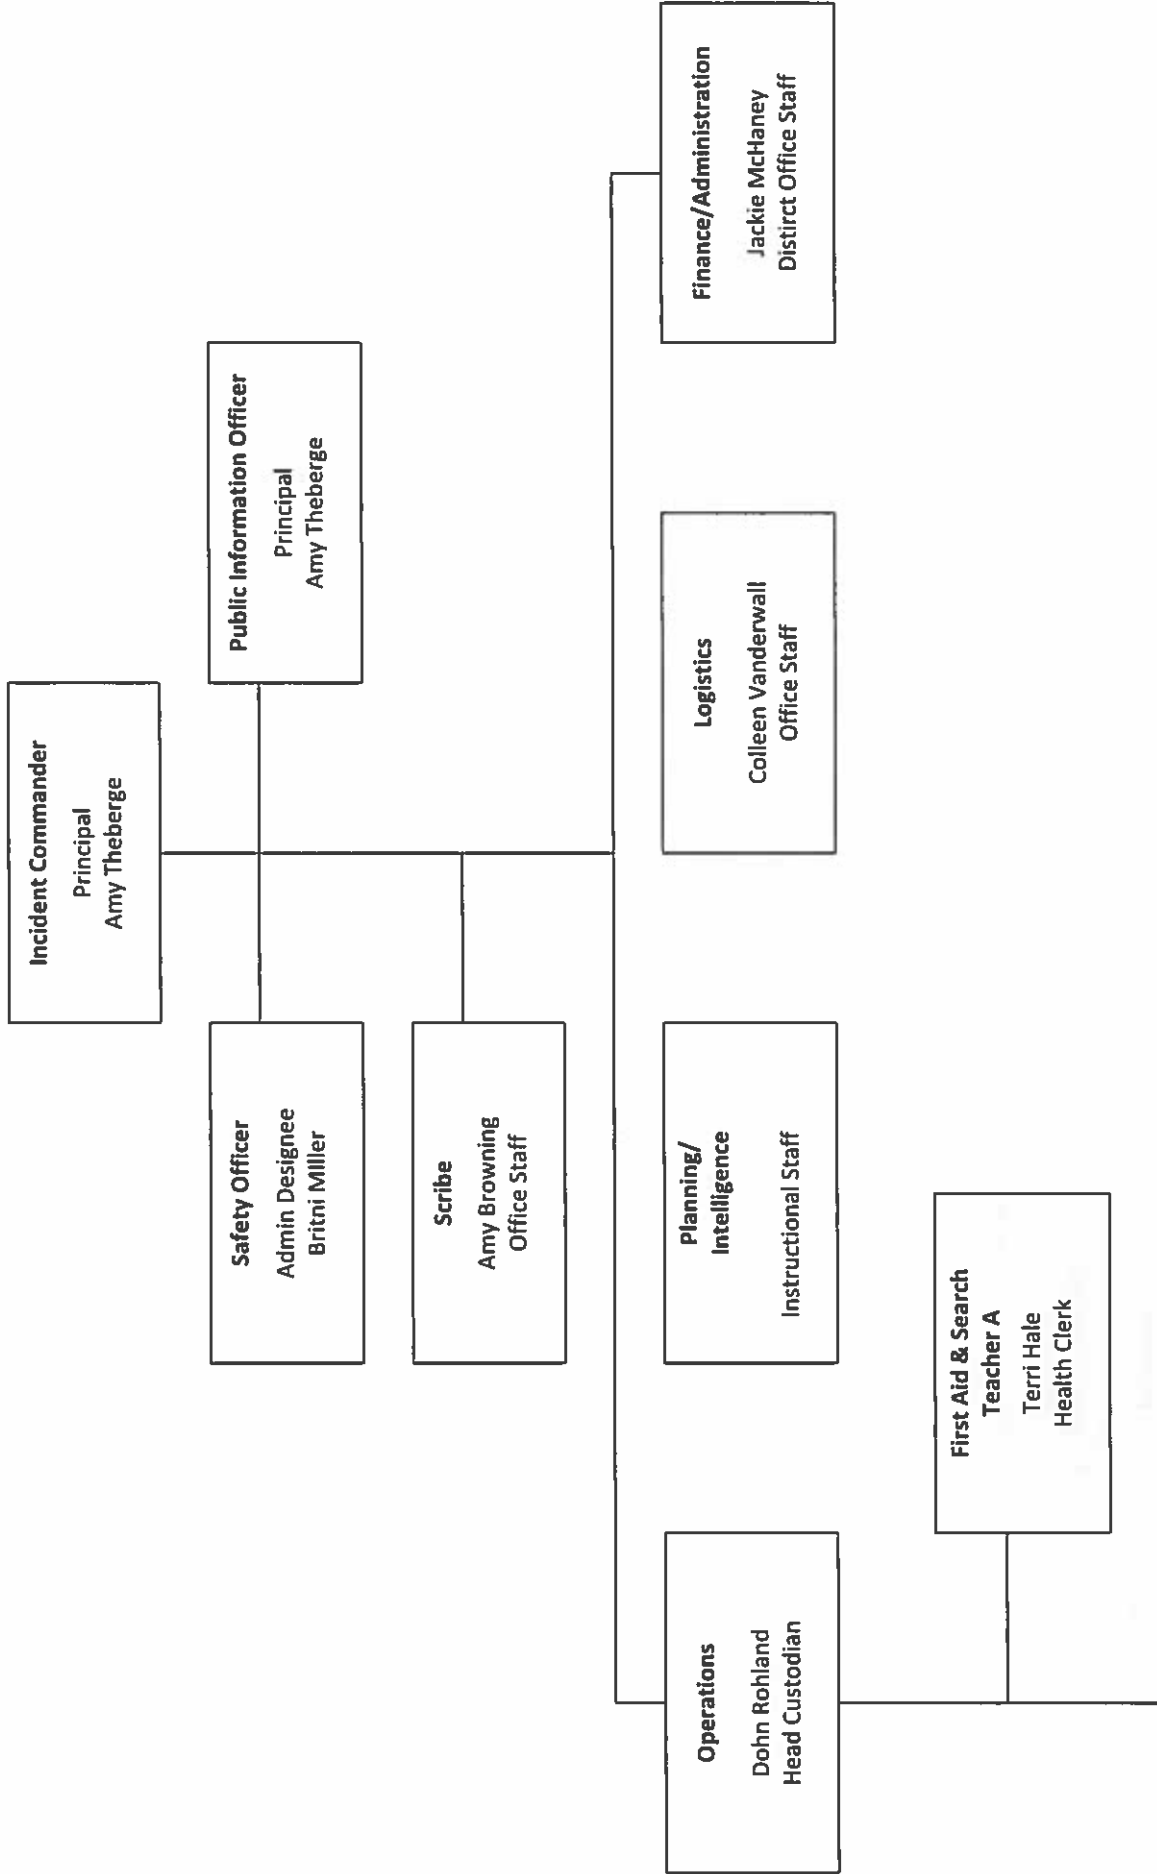 Incident Commander
Principal
Amy Theberge
Public Information Officer
Principal
Amy Theberge
Safety Officer
Admin Designee
Britni MIller
Scribe
Amy Browning
Office Staff
Operations
Dohn Rohland
Head Custodian
Planning/
Intelligence
Instructional Staff
Logistics
Colleen Vanderwall
Office Staff
Finance/Administration
Jackie McHaney
Distirct Office Staff
First Aid & Search
Teacher A
Terri Hale
Health Clerk